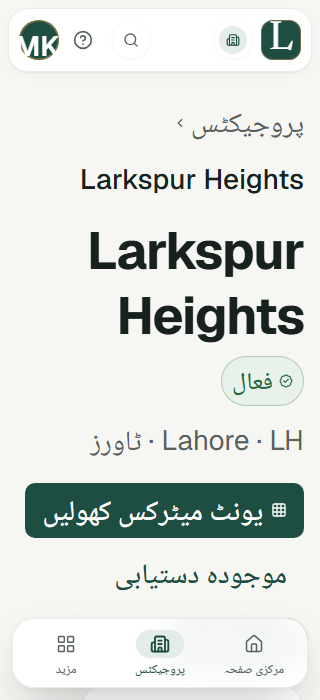 L
MK
پروجیکٹس
Larkspur Heights
Larkspur
Heights
فعال
ٹاورز · Lahore · LH
یونٹ میٹرکس کھولیں
موجودہ دستیابی
مرکزی صفحہ
پروجیکٹس
مزید